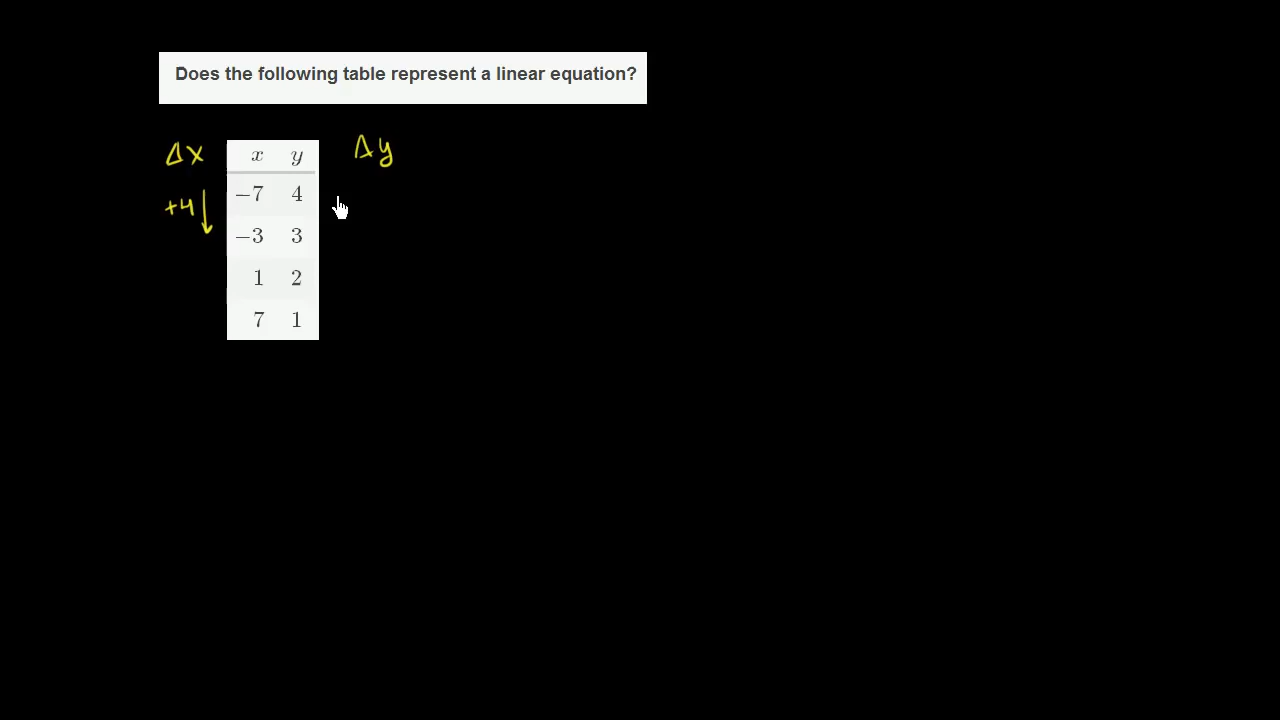 Does the following table represent a linear equation?
Δx x y Δy
+4 −7 4
−3 3
1 2
7 1